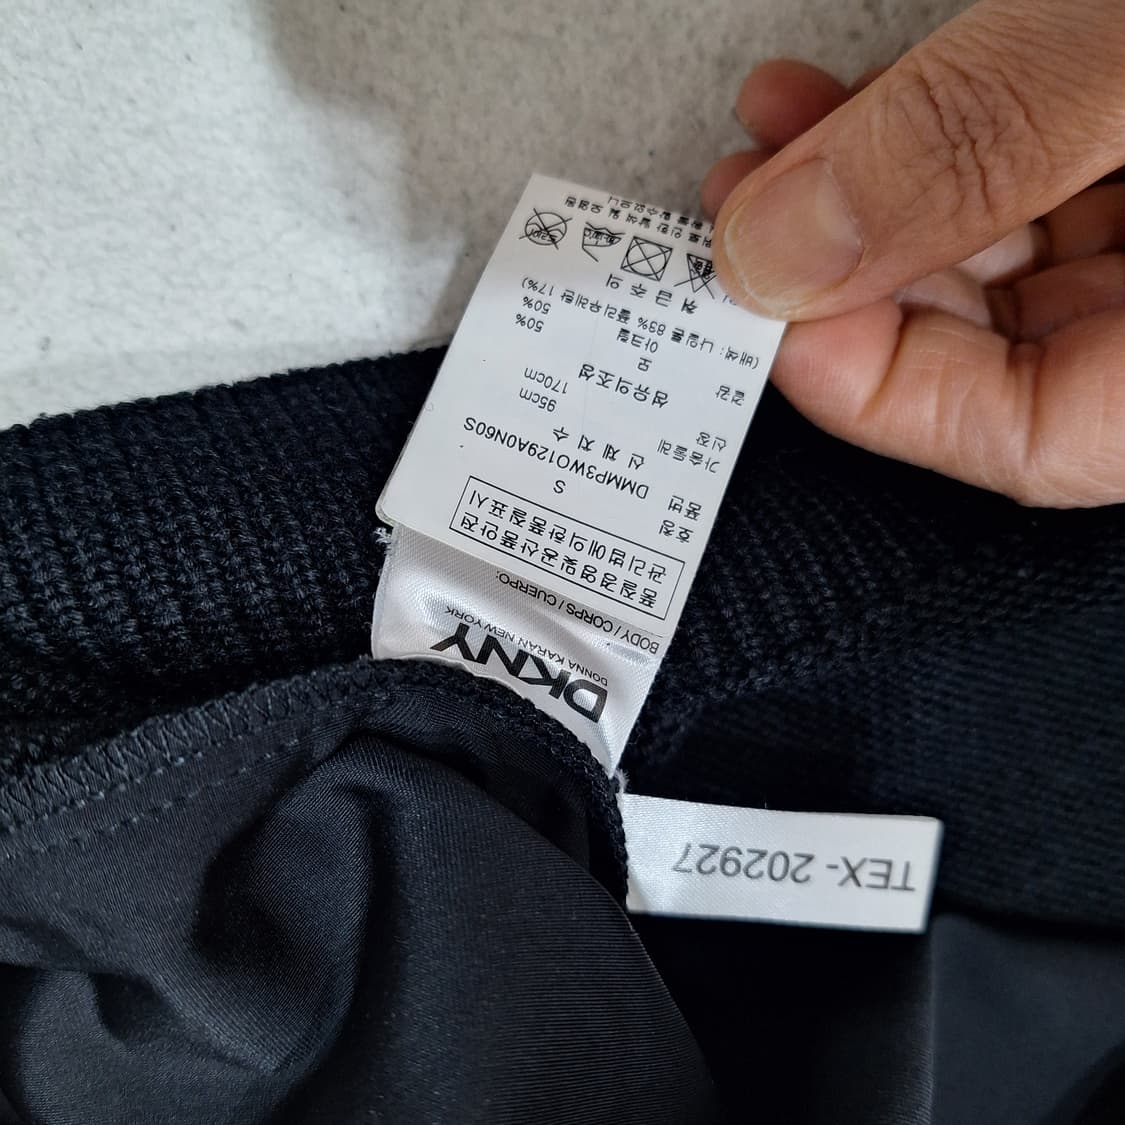 DKNY
DONNA KARAN NEW YORK
BODY / CORPS / CUERPO:
품질경영및공산품안전
관리법에의한품질표시
호칭 S
품번 DMMP3WO129A0N60S
신 체 치 수
가슴둘레 95cm
신장 170cm
섬유의조성
겉감 모 50%
아크릴 50%
(배색: 나일론 83% 폴리우레탄 17%)
취 급 주 의
드라이
TEX- 202927